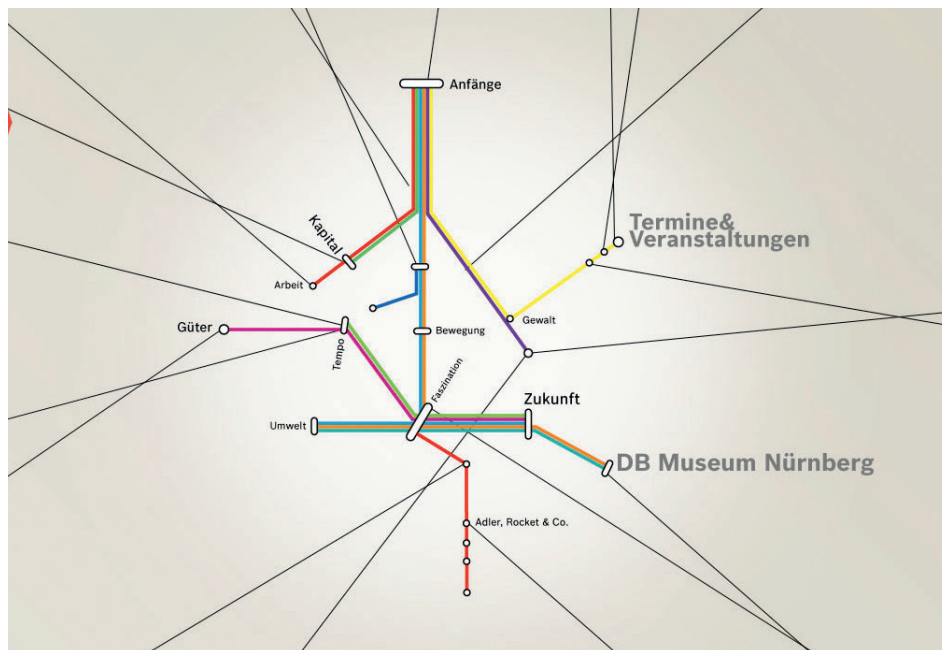 Anfänge
Termine&
Veranstaltungen
Kapital
Arbeit
Gewalt
Güter
Tempo
Bewegung
Faszination
Zukunft
Umwelt
DB Museum Nürnberg
Adler, Rocket & Co.